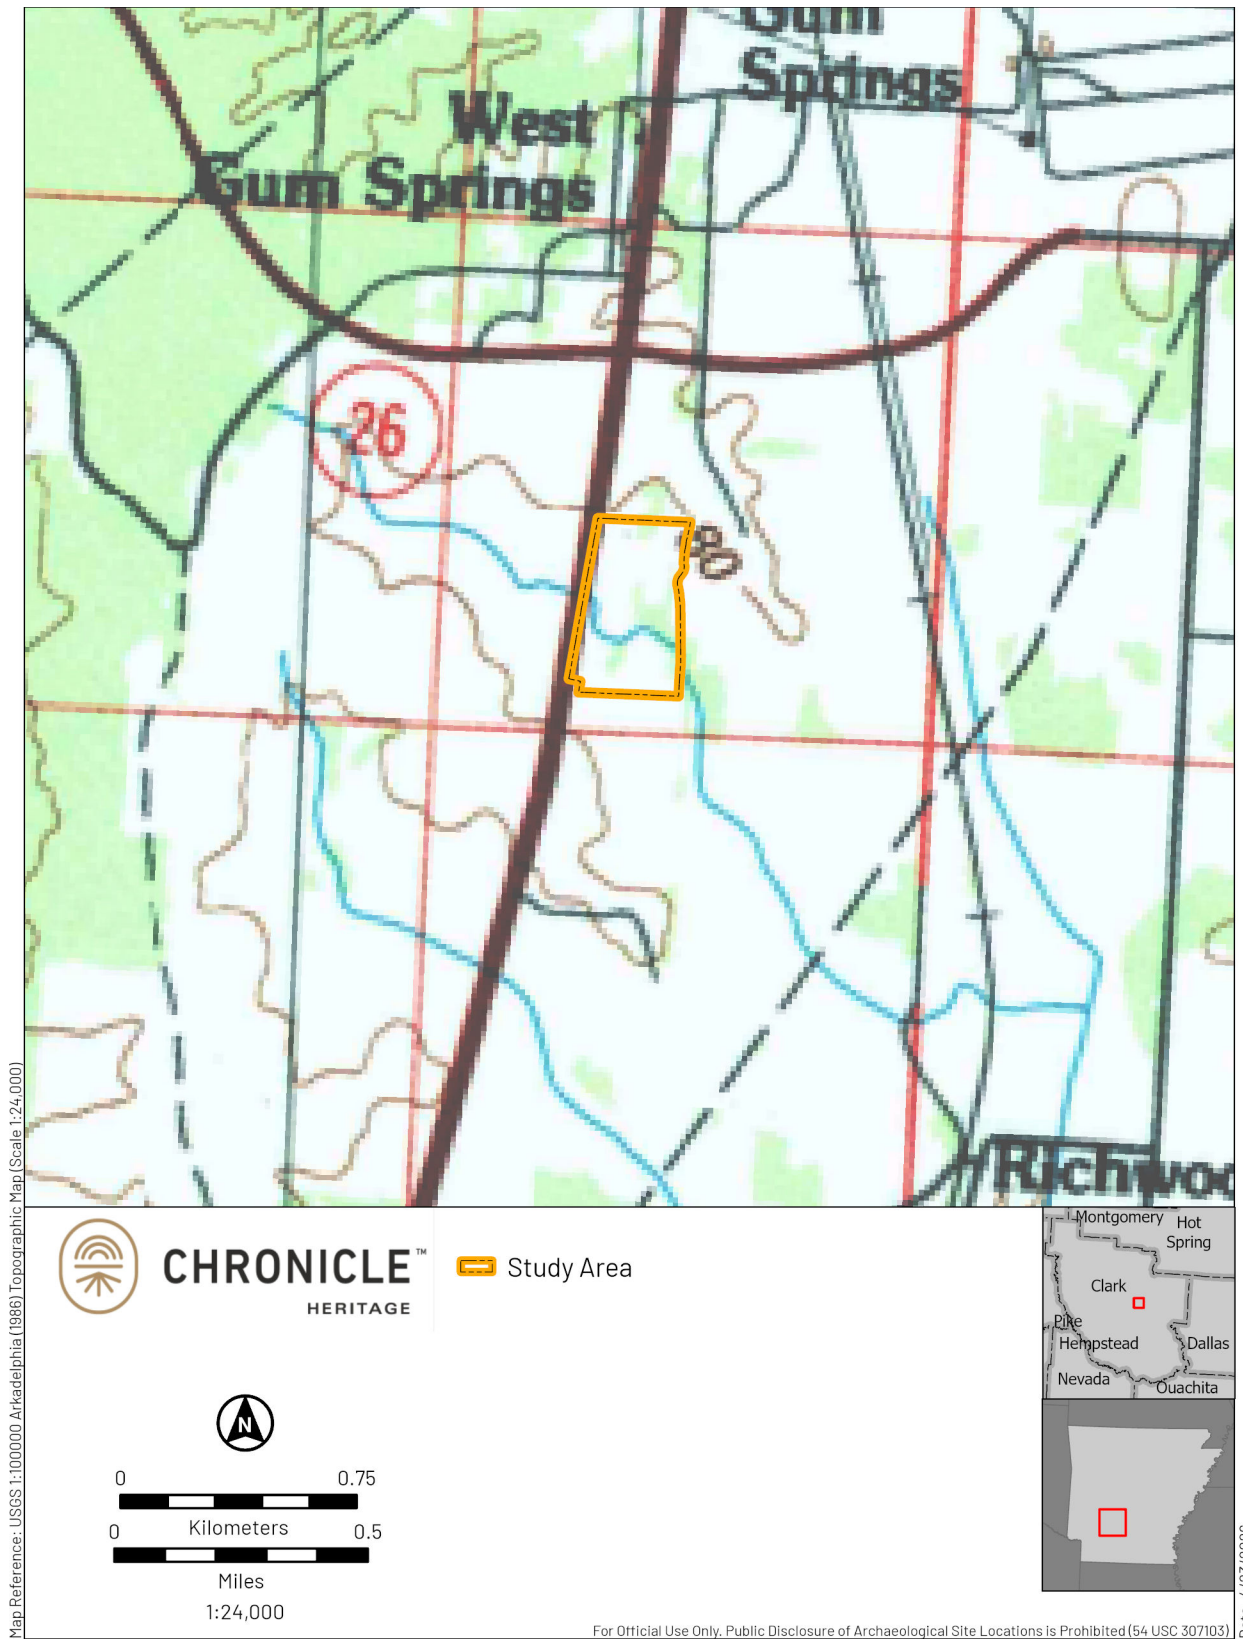 Gum
Springs
West
Gum Springs
26
80
Map Reference: USGS 1:100000 Arkadelphia (1986) Topographic Map (Scale 1:24,000)
CHRONICLE™
HERITAGE
Study Area
N
0 0.75
Kilometers
0 0.5
Miles
1:24,000
Montgomery
Hot
Spring
Clark
Pike
Hempstead
Dallas
Nevada
Ouachita
For Official Use Only. Public Disclosure of Archaeological Site Locations is Prohibited (54 USC 307103)